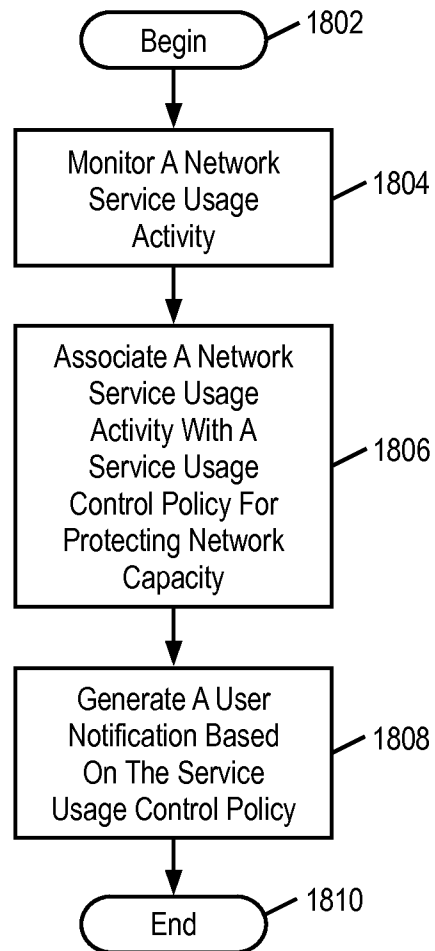 Begin
1802
Monitor A Network
Service Usage
Activity
1804
Associate A Network
Service Usage
Activity With A
Service Usage
Control Policy For
Protecting Network
Capacity
1806
Generate A User
Notification Based
On The Service
Usage Control Policy
1808
End
1810